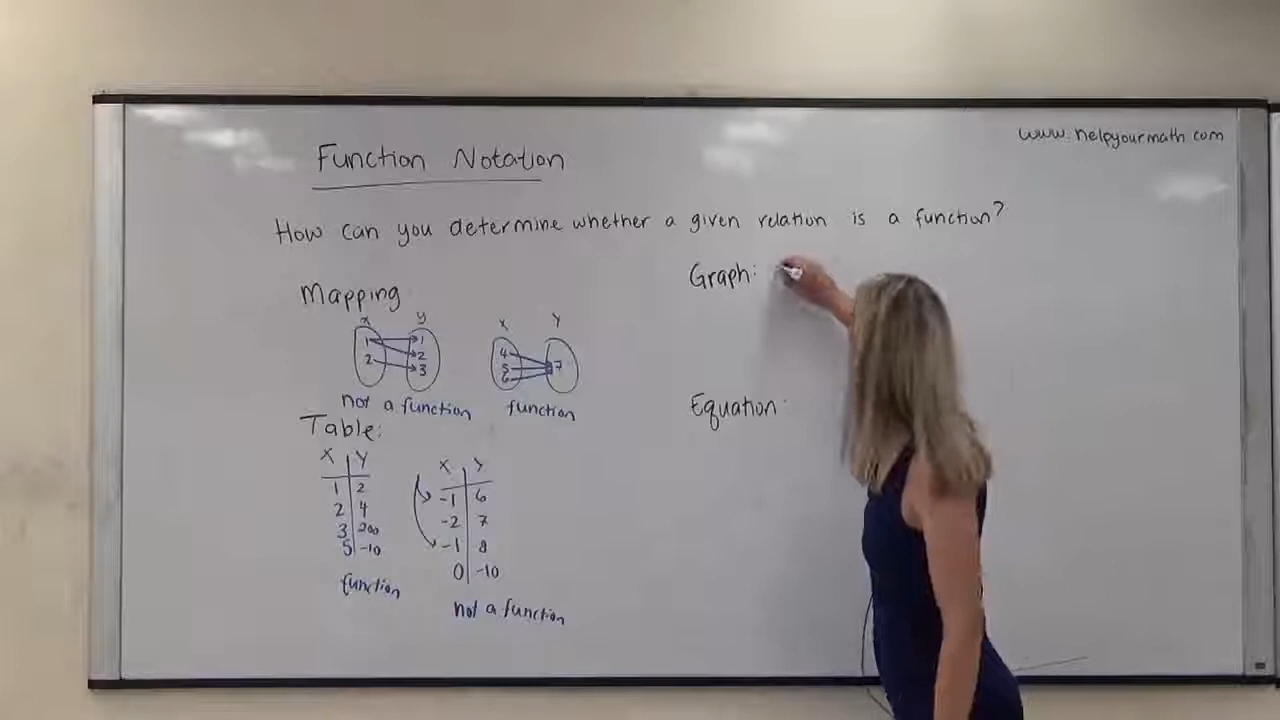 www.helpyourmath.com
Function Notation
How can you determine whether a given relation is a function?
Mapping
x y
1 1
2 2
3
not a function
X Y
4 7
5
6
function
Table:
X Y
1 2
2 4
3 200
5 -10
function
X Y
-1 6
-2 7
-1 8
0 -10
not a function
Graph:
Equation: